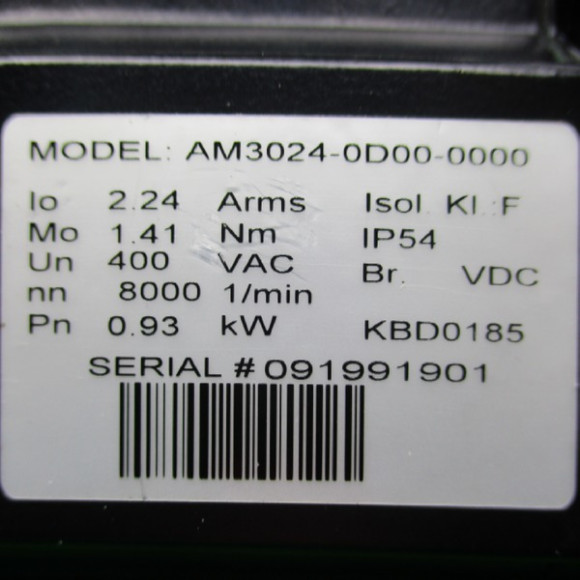 MODEL: AM3024-0D00-0000
Io 2.24 Arms Isol. Kl.:F
Mo 1.41 Nm IP54
Un 400 VAC Br. VDC
nn 8000 1/min
Pn 0.93 kW KBD0185
SERIAL # 091991901